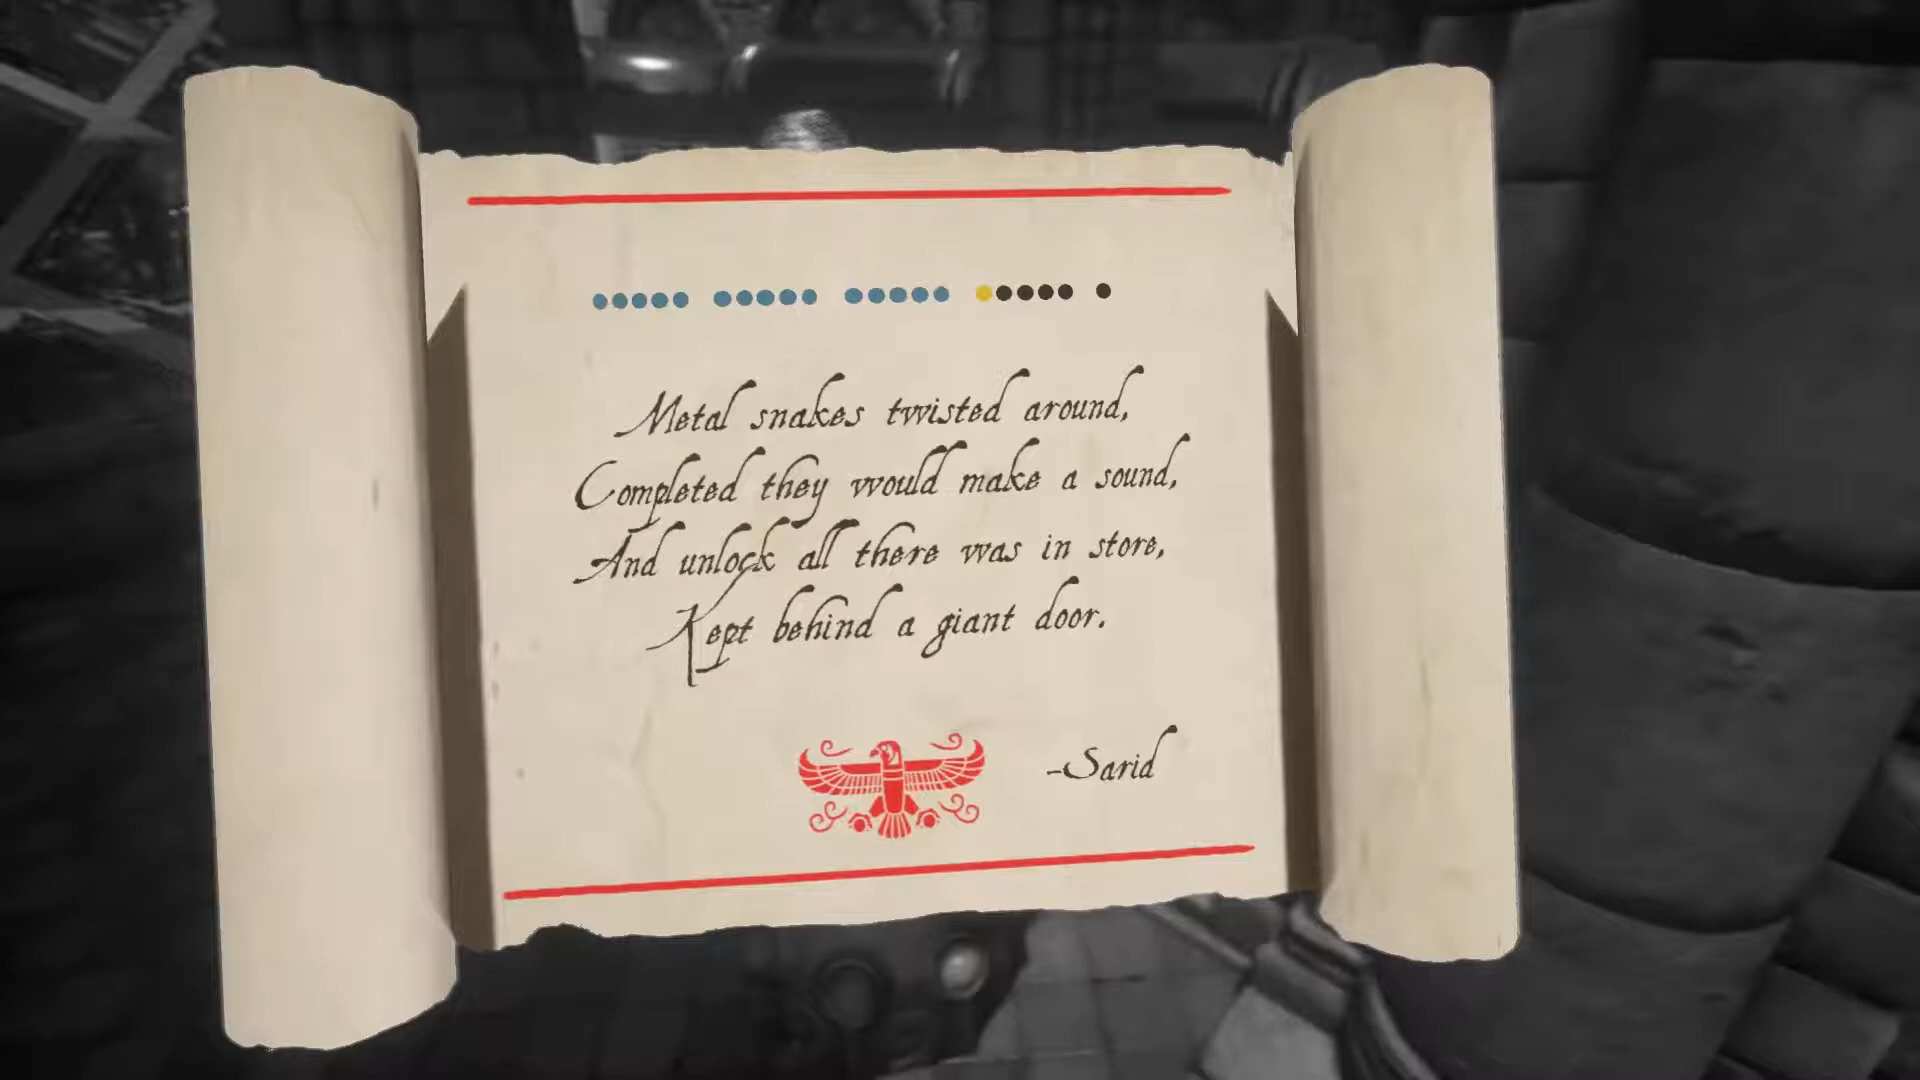 Metal snakes twisted around,
Completed they would make a sound,
And unlock all there was in store,
Kept behind a giant door.
-Sarid